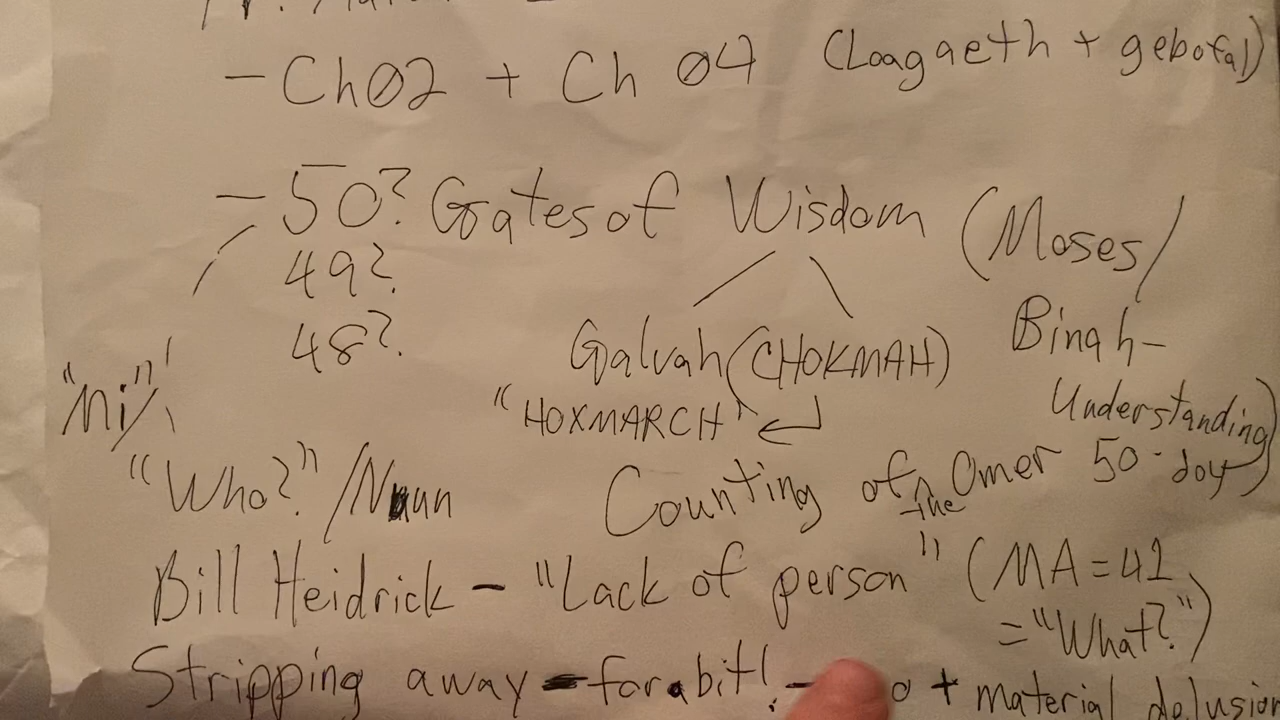 - Ch02 + Ch 04 (Loagaeth + gebofal)
- 50? Gates of Wisdom (Moses/
49?
Binah-
48?
Galvah (CHOKMAH)
"Mi"
Understanding)
"HOXMARCH"
"Who?"/Nuun
Counting of the Omer 50-day)
Bill Heidrick - "Lack of person" (MA=41
="What?")
Stripping away - for a bit! - + material delusion